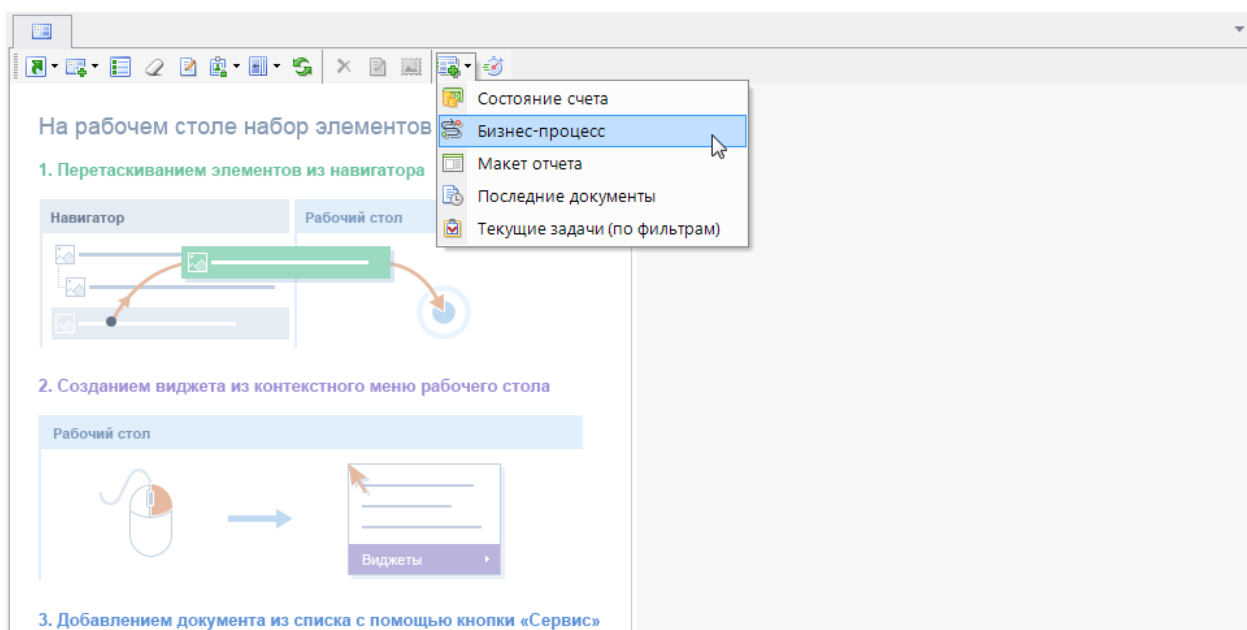 Состояние счета
На рабочем столе набор элементов
Бизнес-процесс
Макет отчета
1. Перетаскиванием элементов из навигатора
Последние документы
Навигатор
Рабочий стол
Текущие задачи (по фильтрам)
2. Созданием виджета из контекстного меню рабочего стола
Рабочий стол
Виджеты
3. Добавлением документа из списка с помощью кнопки «Сервис»